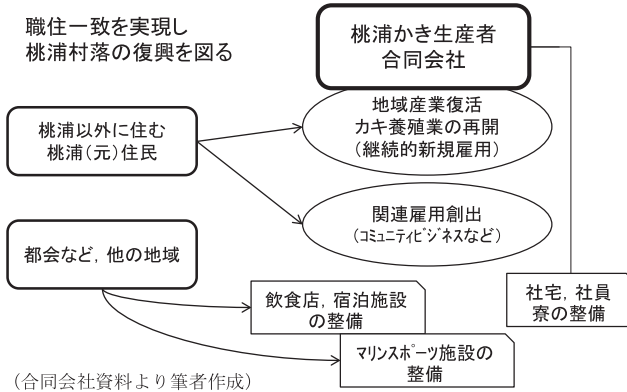 職住一致を実現し
桃浦村落の復興を図る
桃浦かき生産者
合同会社
地域産業復活
カキ養殖業の再開
（継続的新規雇用）
桃浦以外に住む
桃浦（元）住民
関連雇用創出
（ｺﾐｭﾆﾃｨﾋﾞｼﾞﾈｽなど）
都会など，他の地域
飲食店，宿泊施設
の整備
社宅，社員
寮の整備
ﾏﾘﾝｽﾎﾟｰﾂ施設の
整備
（合同会社資料より筆者作成）